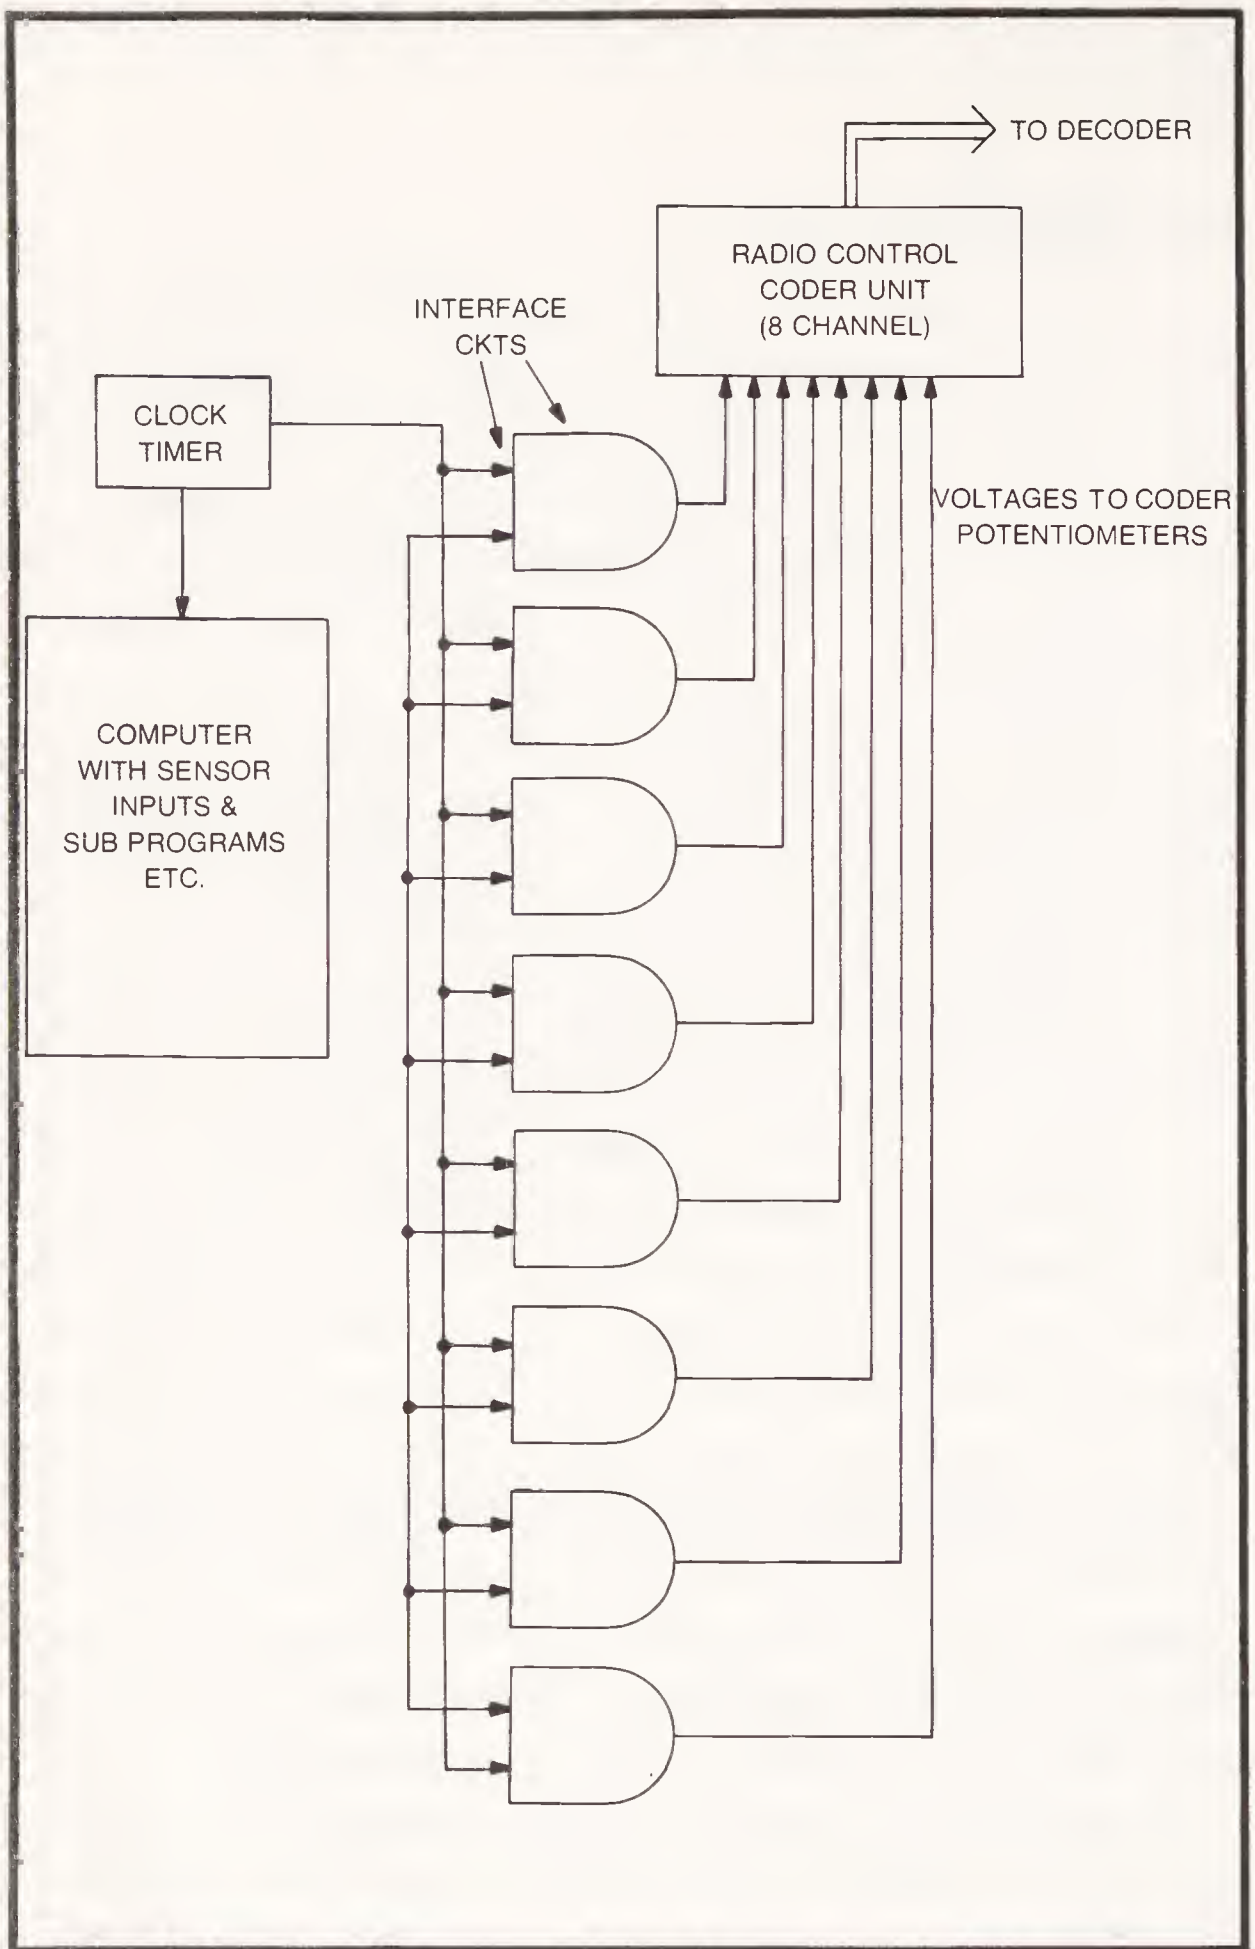 TO DECODER
RADIO CONTROL
CODER UNIT
(8 CHANNEL)
INTERFACE
CKTS
CLOCK
TIMER
VOLTAGES TO CODER
POTENTIOMETERS
COMPUTER
WITH SENSOR
INPUTS &
SUB PROGRAMS
ETC.